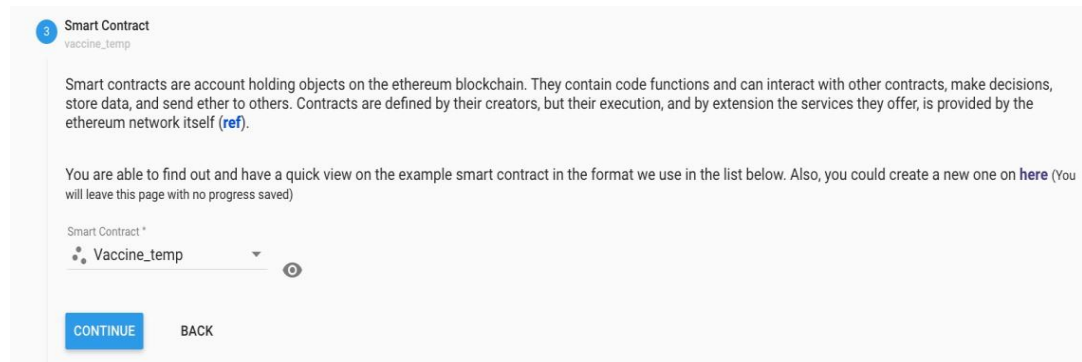 3
Smart Contract
vaccine_temp
Smart contracts are account holding objects on the ethereum blockchain. They contain code functions and can interact with other contracts, make decisions,
store data, and send ether to others. Contracts are defined by their creators, but their execution, and by extension the services they offer, is provided by the
ethereum network itself (ref).
You are able to find out and have a quick view on the example smart contract in the format we use in the list below. Also, you could create a new one on here (You
will leave this page with no progress saved)
Smart Contract *
Vaccine_temp
CONTINUE BACK